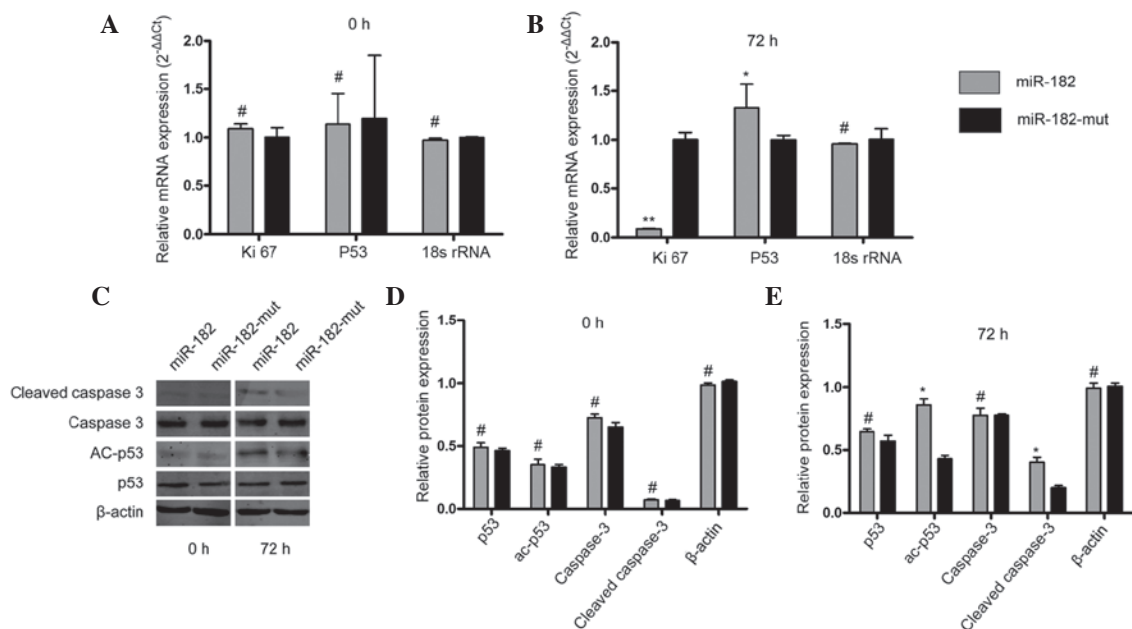 A
0 h
Relative mRNA expression (2-ΔΔCt)
2.0
1.5
1.0
0.5
0.0
#
#
#
Ki 67
P53
18s rRNA
B
72 h
Relative mRNA expression (2-ΔΔCt)
2.0
1.5
1.0
0.5
0.0
**
*
#
Ki 67
P53
18s rRNA
miR-182
miR-182-mut
C
miR-182
miR-182-mut
miR-182
miR-182-mut
Cleaved caspase 3
Caspase 3
AC-p53
p53
β-actin
0 h
72 h
D
0 h
Relative protein expression
1.5
1.0
0.5
0.0
#
#
#
#
#
p53
ac-p53
Caspase-3
Cleaved caspase-3
β-actin
E
72 h
Relative protein expression
1.5
1.0
0.5
0.0
#
*
#
*
#
p53
ac-p53
Caspase-3
Cleaved caspase-3
β-actin